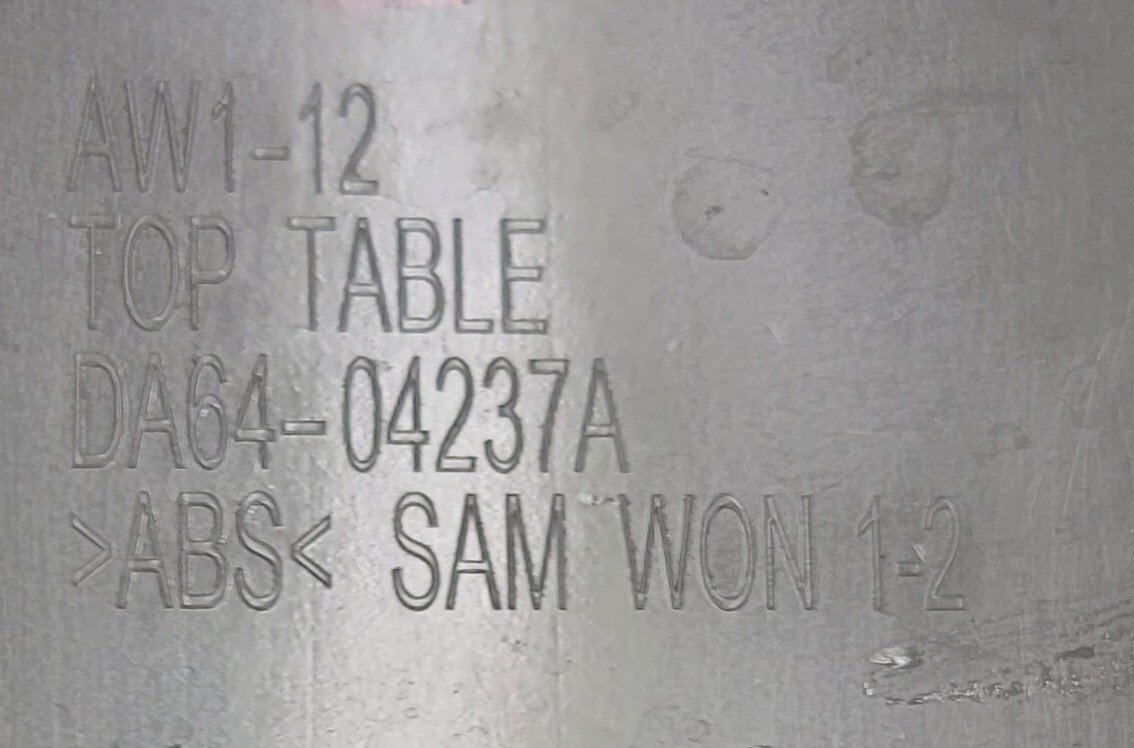 AW1-12
TOP TABLE
DA64-04237A
>ABS< SAM WON 1-2